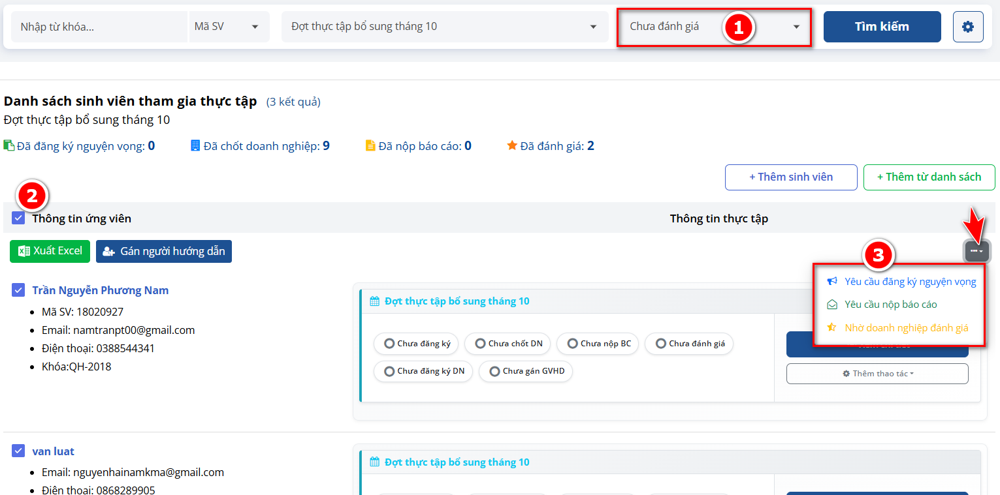 Nhập từ khóa... Mã SV Đợt thực tập bổ sung tháng 10 Chưa đánh giá 1 Tìm kiếm
Danh sách sinh viên tham gia thực tập (3 kết quả)
Đợt thực tập bổ sung tháng 10
Đã đăng ký nguyện vọng: 0 Đã chốt doanh nghiệp: 9 Đã nộp báo cáo: 0 Đã đánh giá: 2
+ Thêm sinh viên + Thêm từ danh sách
2
Thông tin ứng viên Thông tin thực tập
Xuất Excel Gán người hướng dẫn
3
Yêu cầu đăng ký nguyện vọng
Yêu cầu nộp báo cáo
Nhờ doanh nghiệp đánh giá
Trần Nguyễn Phương Nam
Mã SV: 18020927
Email: namtranpt00@gmail.com
Điện thoại: 0388544341
Khóa:QH-2018
Đợt thực tập bổ sung tháng 10
Chưa đăng ký Chưa chốt DN Chưa nộp BC Chưa đánh giá
Chưa đăng ký DN Chưa gán GVHD
Thêm thao tác
van luat
Email: nguyenhainamkma@gmail.com
Điện thoại: 0868289905
Đợt thực tập bổ sung tháng 10